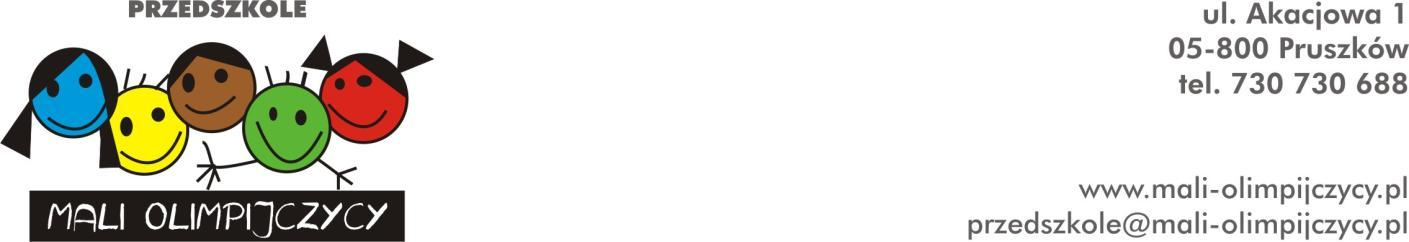 PRZEDSZKOLE
MALI OLIMPIJCZYCY
ul. Akacjowa 1
05-800 Pruszków
tel. 730 730 688
www.mali-olimpijczycy.pl
przedszkole@mali-olimpijczycy.pl